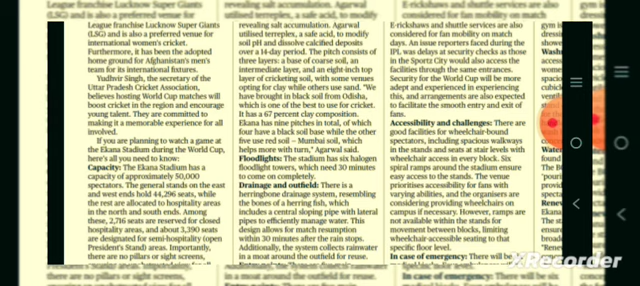 League franchise Lucknow Super Giants
(LSG) and is also a preferred venue for
international women's cricket.
Furthermore, it has been the adopted
home ground for Afghanistan's men's
team for its international features.
Yudhvir Singh, the secretary of the
Uttar Pradesh Cricket Association,
believes hosting World Cup matches will
boost cricket in the region and encourage
young talent. They are committed to
making it a memorable experience for all
involved.
If you are planning to watch a game at
the Ekana Stadium during the World Cup,
here's all you need to know:
Capacity: The Ekana Stadium has a
capacity of approximately 50,000
spectators. The general stands on the east
and west ends hold 44,296 seats, while
the rest are allocated to hospitality areas
in the north and south ends. Among
these, 2,716 seats are reserved for closed
hospitality areas, and about 3,390 seats
are designated for semi-hospitality (open
President's Stand) areas. Importantly,
there are no pillars or sight screens,
revealing salt accumulation. Agarwal
utilised terreplex, a safe acid, to modify
soil pH and dissolve calcified deposits
over a 14-day period. The pitch consists of
three layers: a base of coarse soil, an
intermediate layer, and an eight-inch top
layer of cricketing soil, with some venues
opting for clay while others use sand. "We
have brought in black soil from Odisha,
which is one of the best to use for cricket.
It has a 67 percent clay composition.
Ekana has nine pitches in total, of which
four have a black soil base while the other
five use red soil – Mumbai soil, which
helps more with turn," Agarwal said.
Floodlights: The stadium has six halogen
floodlight towers, which need 30 minutes
to come on completely.
Drainage and outfield: There is a
herringbone drainage system, resembling
the bones of a herring fish, which
includes a central sloping pipe with lateral
pipes to efficiently manage water. This
design allows for match resumption
within 30 minutes after the rain stops.
Additionally, the system collects rainwater
in a moat around the outfield for reuse.
E-rickshaws and shuttle services are also
considered for fan mobility on match
days. An issue reporters faced during the
IPL was delays at security checks as those
in the Sports City would also access the
facilities through the same entrances.
Security for the World Cup will be more
adept and experienced in experiencing
this, and arrangements are also expected
to facilitate the smooth entry and exit of
fans.
Accessibility and challenges: There are
good facilities for wheelchair-bound
spectators, including spacious walkways
in the stands and seats at stair levels with
wheelchair access in every block. Six
spiral ramps around the stadium ensure
easy access to the stands. The venue
prioritises accessibility for fans with
varying abilities, and the organisers are
considering providing wheelchairs on
campus if necessary. However, ramps are
not available within the stands for
movement between blocks, limiting
wheelchair-accessible seating to that
specific floor level.
In case of emergency: There will be six
XRecorder